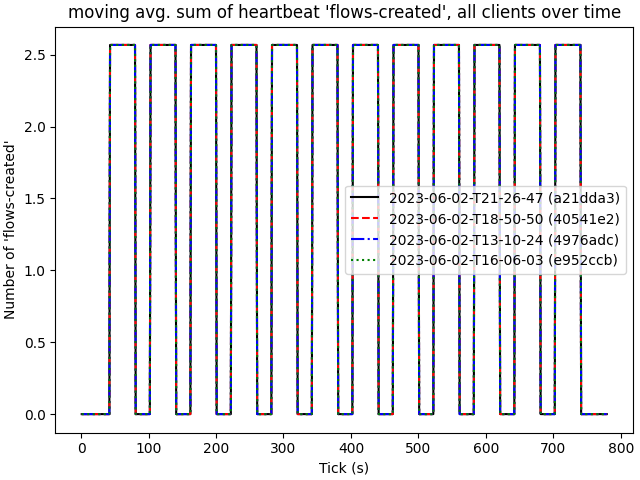 moving avg. sum of heartbeat 'flows-created', all clients over time
Number of 'flows-created'
2.5
2.0
1.5
1.0
0.5
0.0
2023-06-02-T21-26-47 (a21dda3)
2023-06-02-T18-50-50 (40541e2)
2023-06-02-T13-10-24 (4976adc)
2023-06-02-T16-06-03 (e952ccb)
0 100 200 300 400 500 600 700 800
Tick (s)